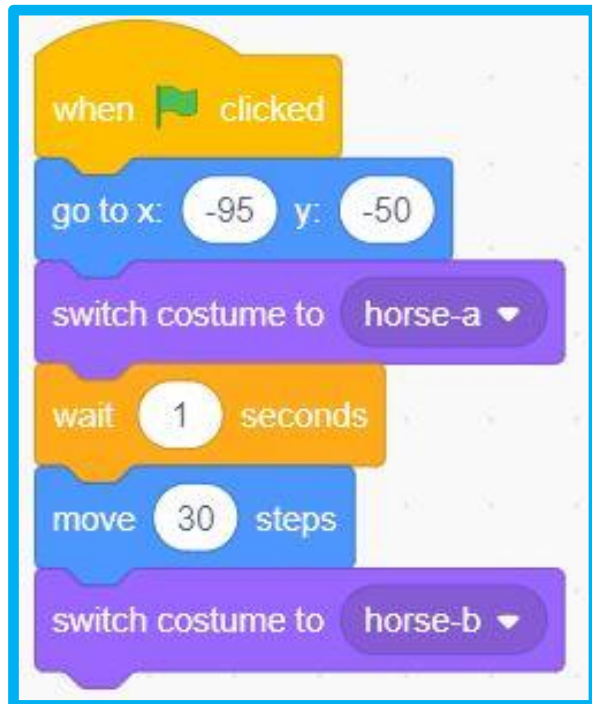 when clicked
go to x: -95 y: -50
switch costume to horse-a
wait 1 seconds
move 30 steps
switch costume to horse-b